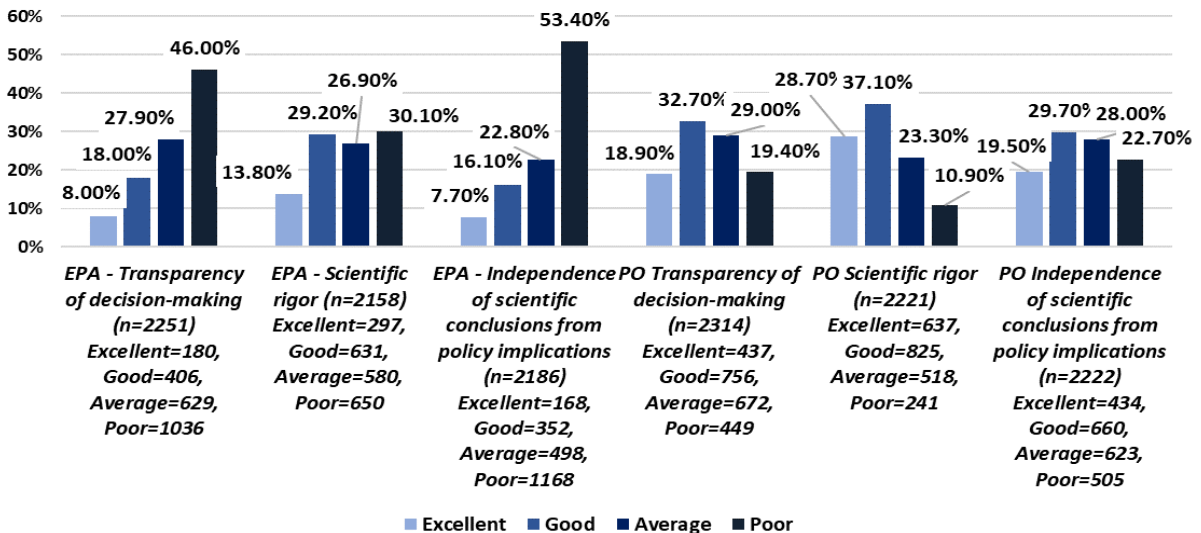 60%
50%
40%
30%
20%
10%
0%
8.00%
18.00%
27.90%
46.00%
13.80%
29.20%
26.90%
30.10%
7.70%
16.10%
22.80%
53.40%
18.90%
32.70%
29.00%
19.40%
28.70%
37.10%
23.30%
10.90%
19.50%
29.70%
28.00%
22.70%
EPA - Transparency
of decision-making
(n=2251)
Excellent=180,
Good=406,
Average=629,
Poor=1036
EPA - Scientific
rigor (n=2158)
Excellent=297,
Good=631,
Average=580,
Poor=650
EPA - Independence
of scientific
conclusions from
policy implications
(n=2186)
Excellent=168,
Good=352,
Average=498,
Poor=1168
PO Transparency of
decision-making
(n=2314)
Excellent=437,
Good=756,
Average=672,
Poor=449
PO Scientific rigor
(n=2221)
Excellent=637,
Good=825,
Average=518,
Poor=241
PO Independence
of scientific
conclusions from
policy implications
(n=2222)
Excellent=434,
Good=660,
Average=623,
Poor=505
Excellent
Good
Average
Poor